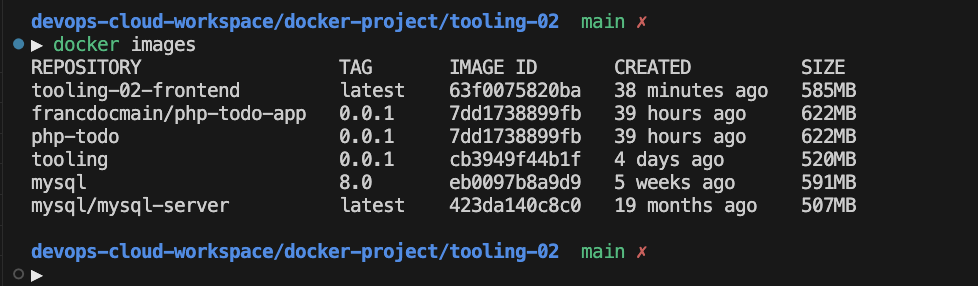 devops-cloud-workspace/docker-project/tooling-02 main ✗
▶ docker images
REPOSITORY TAG IMAGE ID CREATED SIZE
tooling-02-frontend latest 63f0075820ba 38 minutes ago 585MB
francdocmain/php-todo-app 0.0.1 7dd1738899fb 39 hours ago 622MB
php-todo 0.0.1 7dd1738899fb 39 hours ago 622MB
tooling 0.0.1 cb3949f44b1f 4 days ago 520MB
mysql 8.0 eb0097b8a9d9 5 weeks ago 591MB
mysql/mysql-server latest 423da140c8c0 19 months ago 507MB
devops-cloud-workspace/docker-project/tooling-02 main ✗
▶